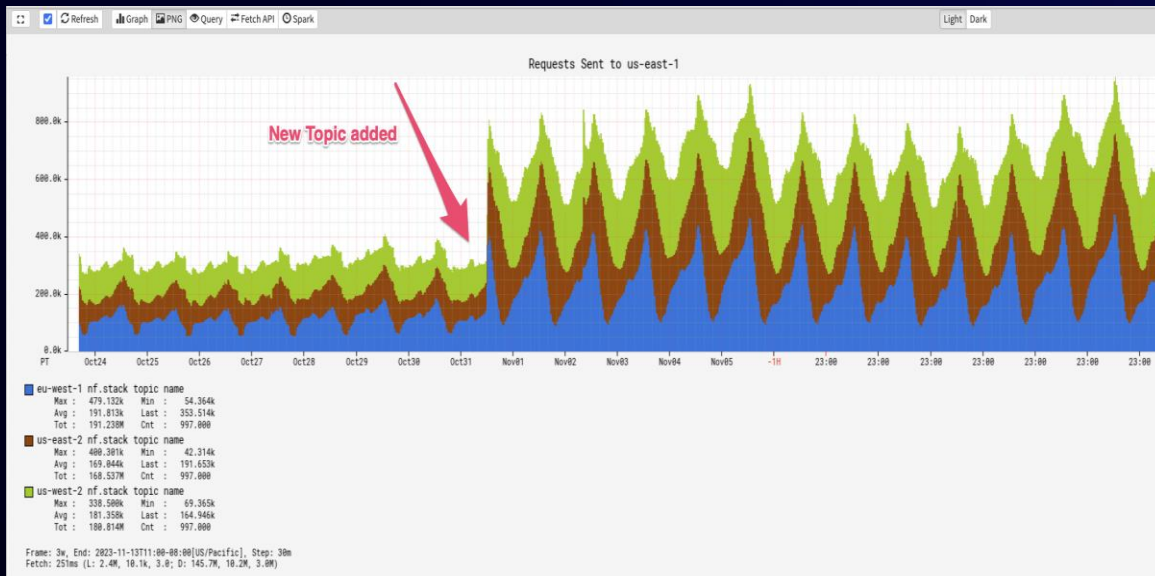 Refresh Graph PNG Query Fetch API Spark Light Dark
Requests Sent to us-east-1
New Topic added
800.0k
600.0k
400.0k
200.0k
0.0k
PT Oct24 Oct25 Oct26 Oct27 Oct28 Oct29 Oct30 Oct31 Nov01 Nov02 Nov03 Nov04 Nov05 -1H 23:00 23:00 23:00 23:00 23:00 23:00 23:00
eu-west-1 nf.stack topic name
Max : 479.132k Min : 54.364k
Avg : 191.813k Last : 353.514k
Tot : 191.238M Cnt : 997.000
us-east-2 nf.stack topic name
Max : 400.301k Min : 42.314k
Avg : 169.044k Last : 191.653k
Tot : 168.537M Cnt : 997.000
us-west-2 nf.stack topic name
Max : 338.500k Min : 69.365k
Avg : 181.358k Last : 164.946k
Tot : 180.814M Cnt : 997.000
Frame: 3w, End: 2023-11-13T11:00-08:00[US/Pacific], Step: 30m
Fetch: 251ms (L: 2.4M, 10.1k, 3.0; D: 145.7M, 10.2M, 3.0M)